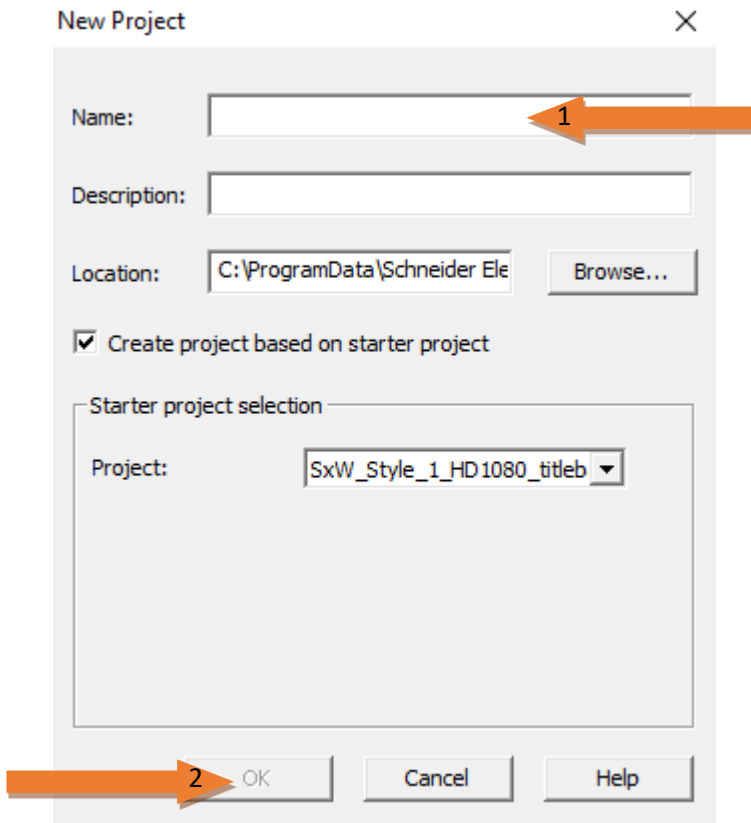 New Project
Name:
1
Description:
Location: C:\ProgramData\Schneider Ele Browse...
Create project based on starter project
Starter project selection
Project: SxW_Style_1_HD1080_titleb
2 OK Cancel Help